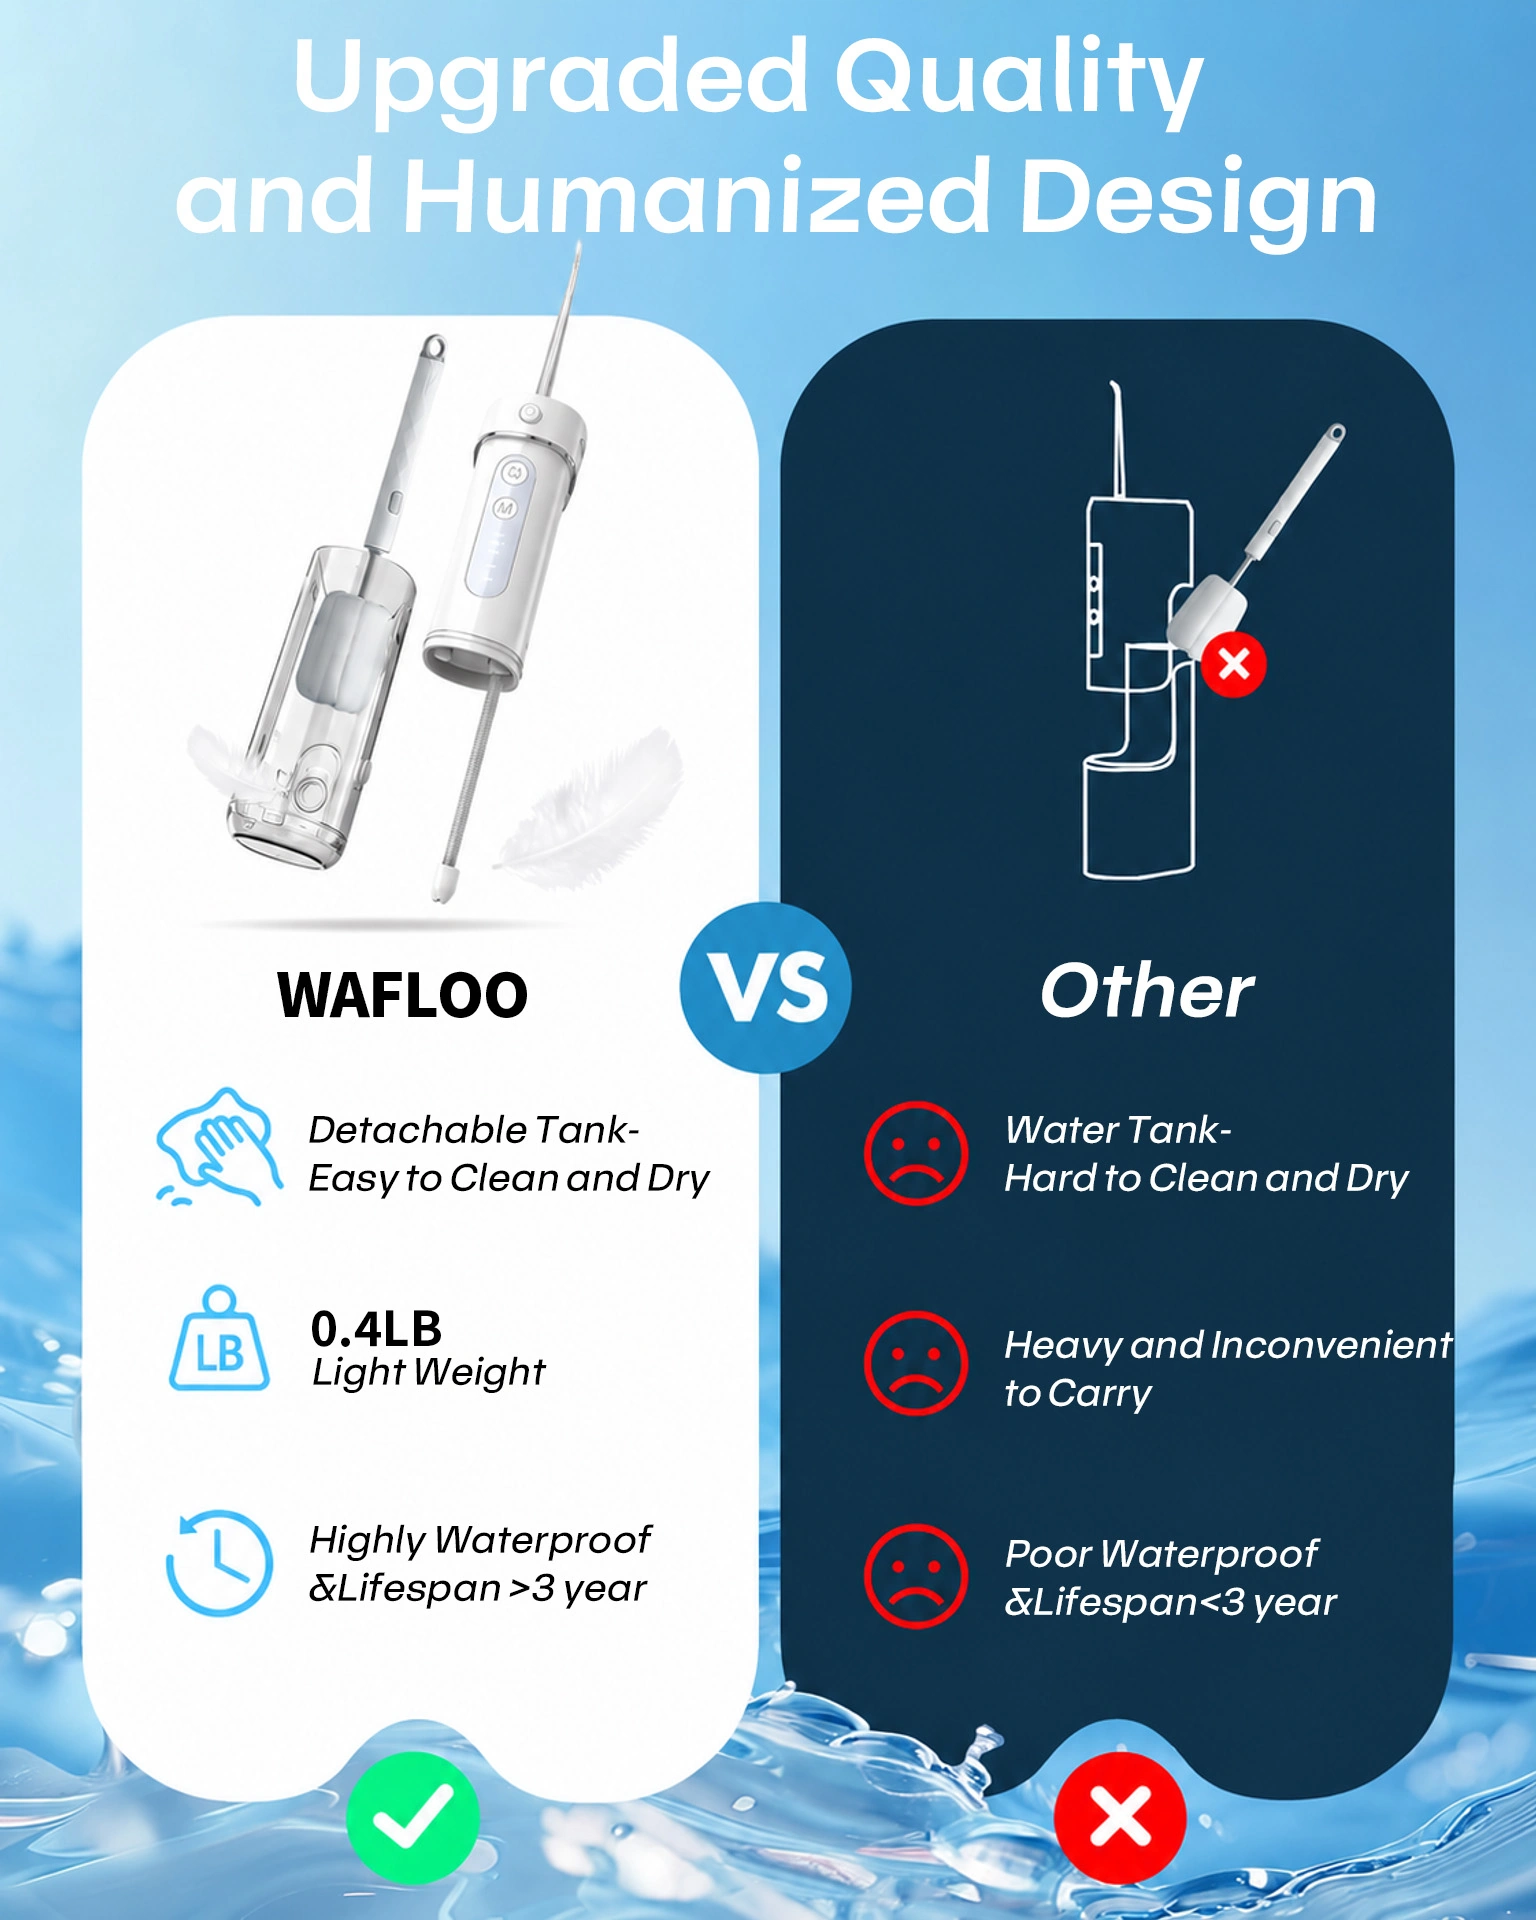 Upgraded Quality
and Humanized Design
M
VS
WAFLOO
Other
Detachable Tank-
Easy to Clean and Dry
Water Tank-
Hard to Clean and Dry
LB
0.4LB
Light Weight
Heavy and Inconvenient
to Carry
Highly Waterproof
&Lifespan >3 year
Poor Waterproof
&Lifespan<3 year